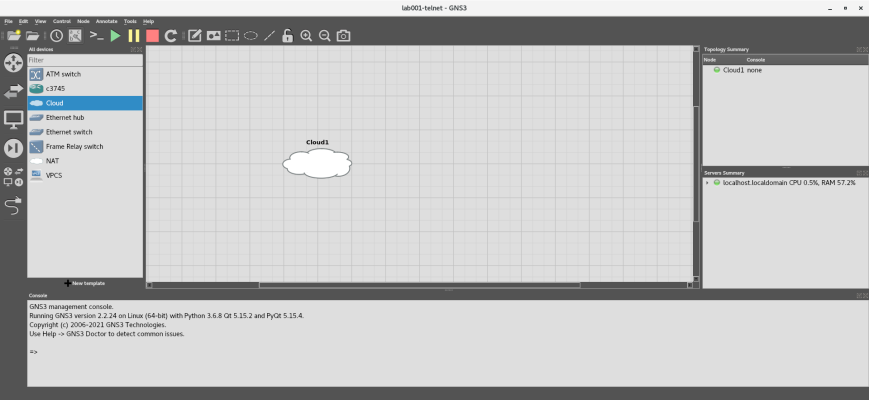 lab001-telnet - GNS3
File Edit View Control Node Annotate Tools Help
All devices
Filter
ATM switch
c3745
Cloud
Ethernet hub
Ethernet switch
Frame Relay switch
NAT
VPCS
New template
Cloud1
Topology Summary
Node Console
Cloud1 none
Servers Summary
localhost.localdomain CPU 0.5%, RAM 57.2%
Console
GNS3 management console.
Running GNS3 version 2.2.24 on Linux (64-bit) with Python 3.6.8 Qt 5.15.2 and PyQt 5.15.4.
Copyright (c) 2006-2021 GNS3 Technologies.
Use Help -> GNS3 Doctor to detect common issues.
=>